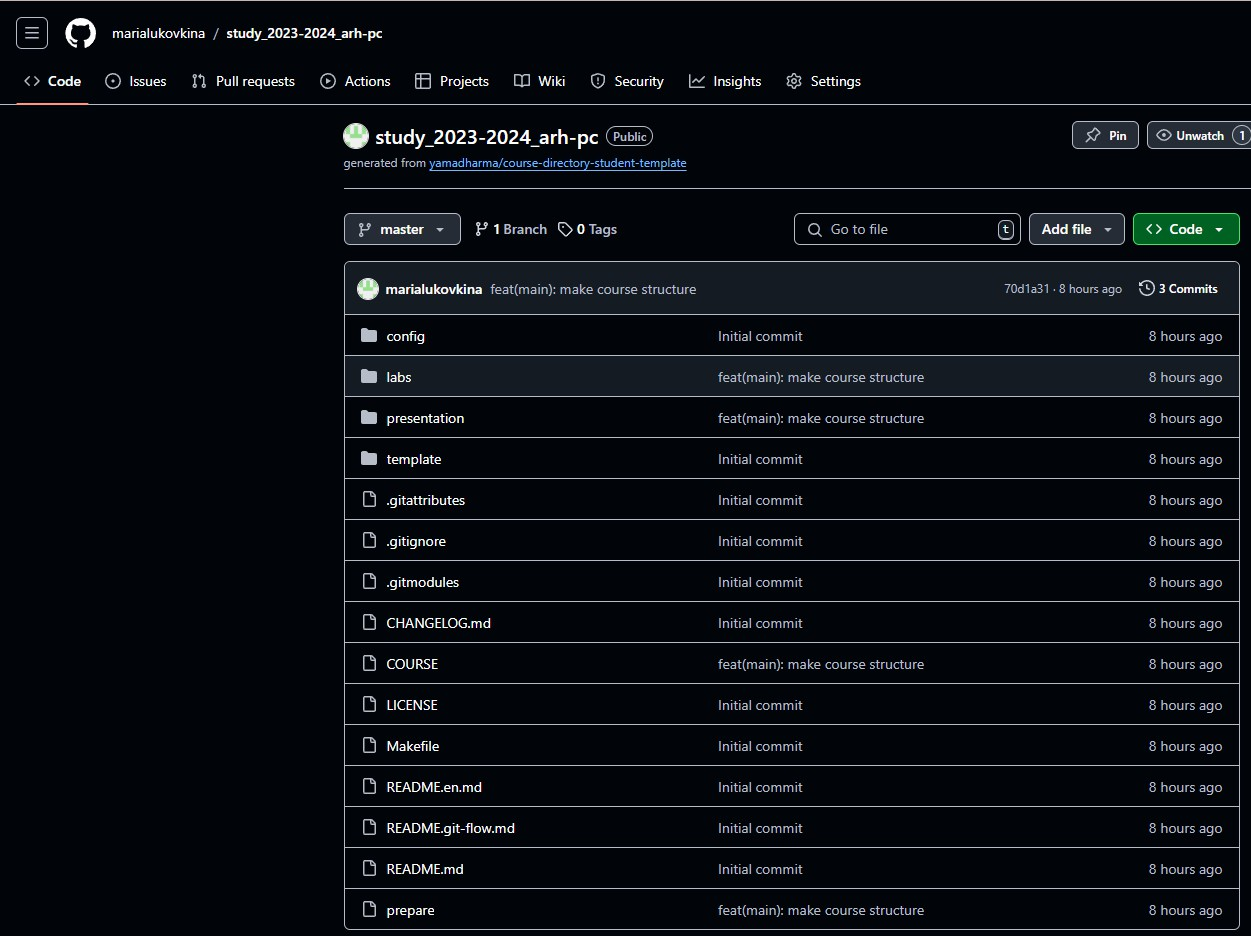 marialukovkina / study_2023-2024_arh-pc
Code Issues Pull requests Actions Projects Wiki Security Insights Settings
study_2023-2024_arh-pc Public Pin Unwatch 1
generated from yamadharma/course-directory-student-template
master 1 Branch 0 Tags Go to file t Add file Code
marialukovkina feat(main): make course structure 70d1a31 · 8 hours ago 3 Commits
config Initial commit 8 hours ago
labs feat(main): make course structure 8 hours ago
presentation feat(main): make course structure 8 hours ago
template Initial commit 8 hours ago
.gitattributes Initial commit 8 hours ago
.gitignore Initial commit 8 hours ago
.gitmodules Initial commit 8 hours ago
CHANGELOG.md Initial commit 8 hours ago
COURSE feat(main): make course structure 8 hours ago
LICENSE Initial commit 8 hours ago
Makefile Initial commit 8 hours ago
README.en.md Initial commit 8 hours ago
README.git-flow.md Initial commit 8 hours ago
README.md Initial commit 8 hours ago
prepare feat(main): make course structure 8 hours ago